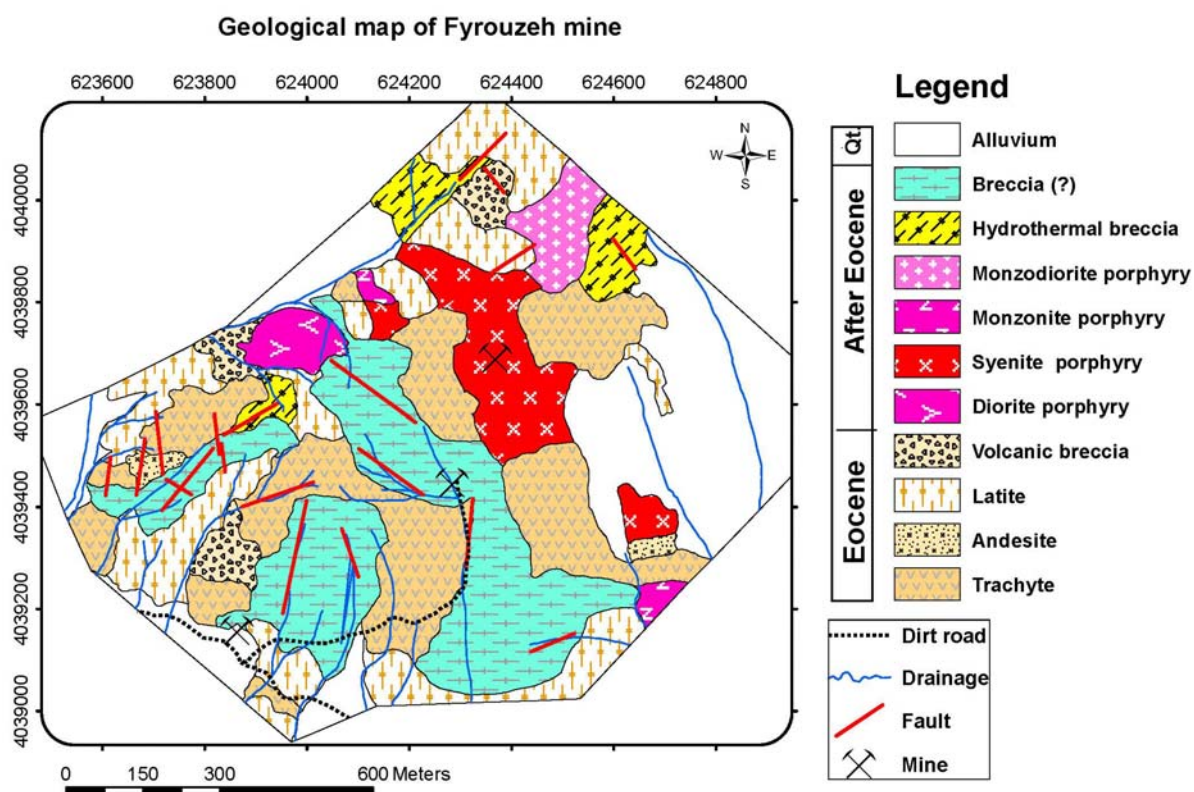 Geological map of Fyrouzeh mine
623600 623800 624000 624200 624400 624600 624800
4040000
4039800
4039600
4039400
4039200
4039000
N
W E
S
0 150 300 600 Meters
Legend
Qt.
After Eocene
Eocene
Alluvium
Breccia (?)
Hydrothermal breccia
Monzodiorite porphyry
Monzonite porphyry
Syenite porphyry
Diorite porphyry
Volcanic breccia
Latite
Andesite
Trachyte
Dirt road
Drainage
Fault
Mine